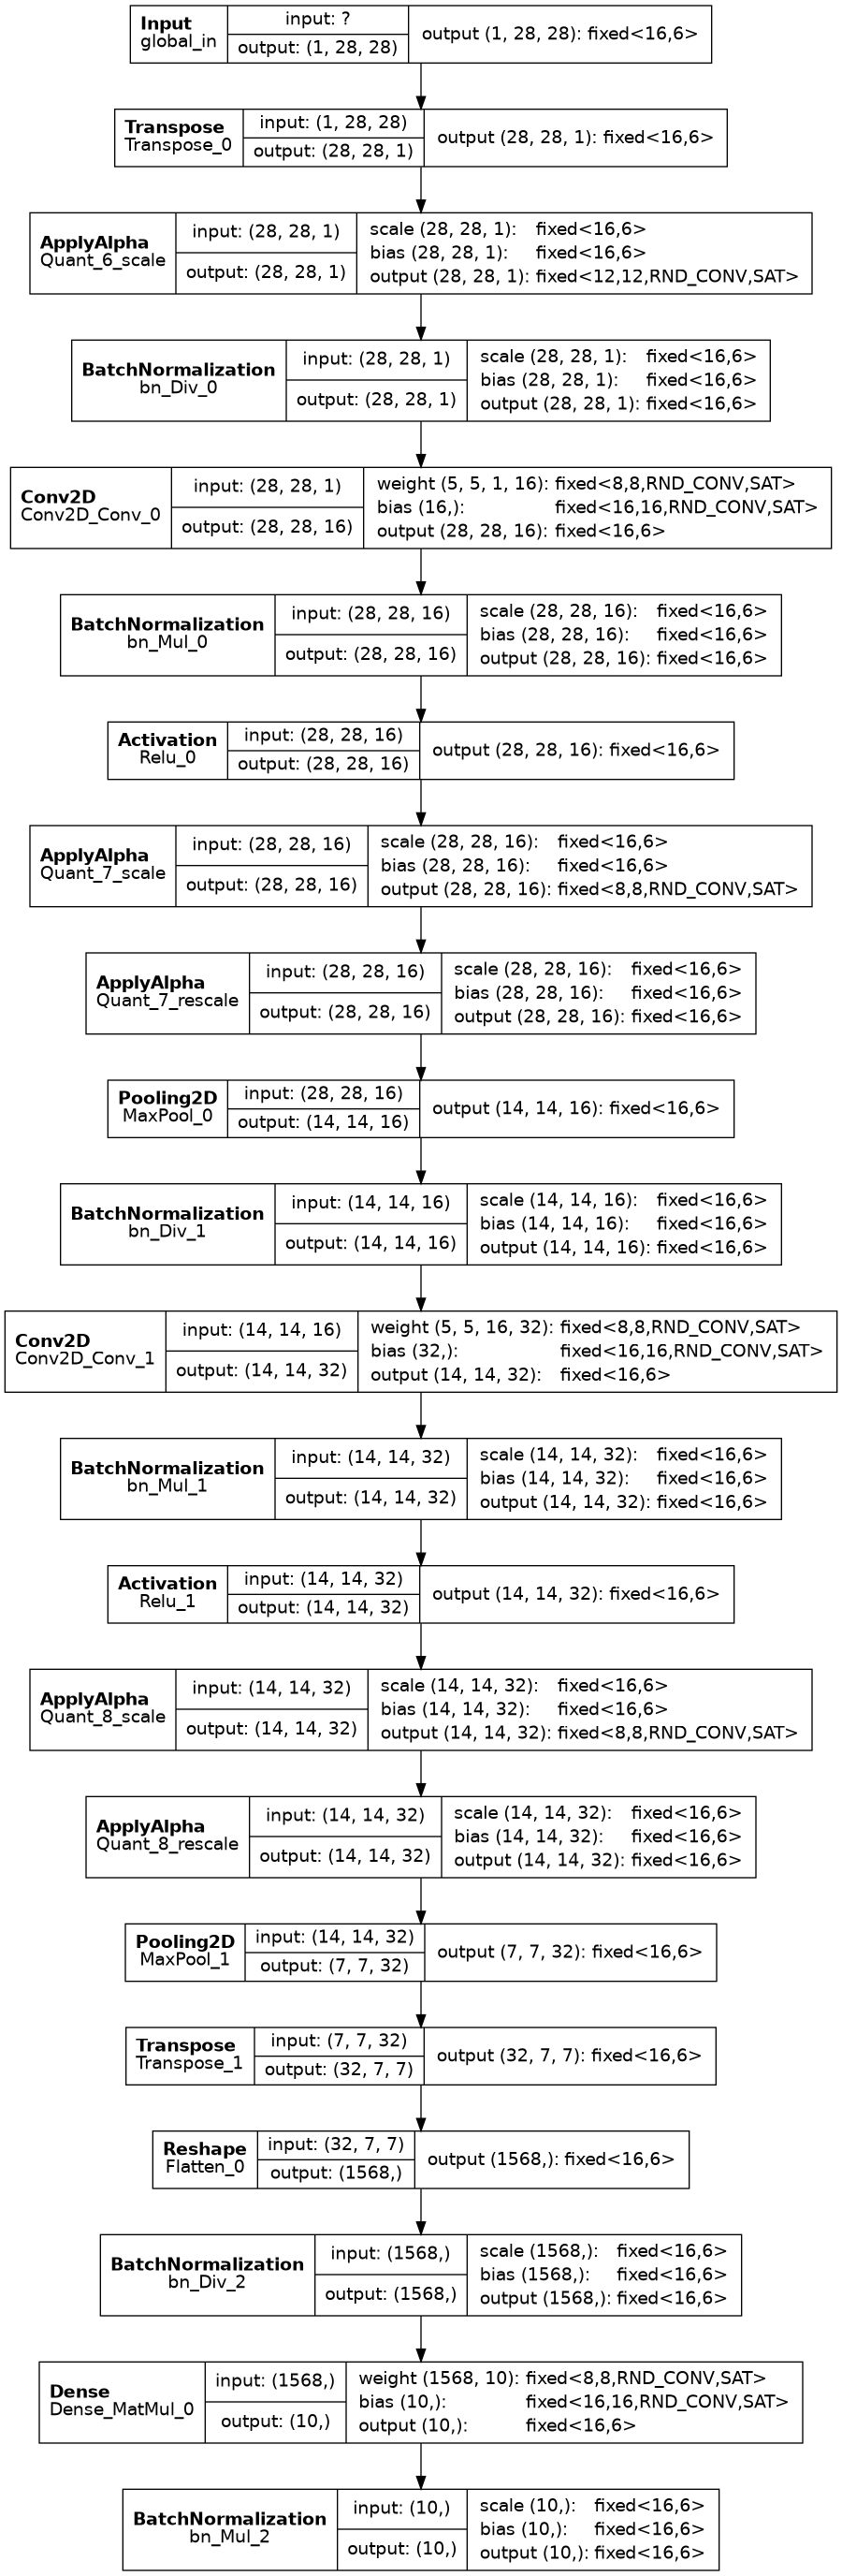 Input
global_in
input: ?
output: (1, 28, 28)
output (1, 28, 28): fixed<16,6>
Transpose
Transpose_0
input: (1, 28, 28)
output: (28, 28, 1)
output (28, 28, 1): fixed<16,6>
ApplyAlpha
Quant_6_scale
input: (28, 28, 1)
output: (28, 28, 1)
scale (28, 28, 1): fixed<16,6>
bias (28, 28, 1): fixed<16,6>
output (28, 28, 1): fixed<12,12,RND_CONV,SAT>
BatchNormalization
bn_Div_0
input: (28, 28, 1)
output: (28, 28, 1)
scale (28, 28, 1): fixed<16,6>
bias (28, 28, 1): fixed<16,6>
output (28, 28, 1): fixed<16,6>
Conv2D
Conv2D_Conv_0
input: (28, 28, 1)
output: (28, 28, 16)
weight (5, 5, 1, 16): fixed<8,8,RND_CONV,SAT>
bias (16,): fixed<16,16,RND_CONV,SAT>
output (28, 28, 16): fixed<16,6>
BatchNormalization
bn_Mul_0
input: (28, 28, 16)
output: (28, 28, 16)
scale (28, 28, 16): fixed<16,6>
bias (28, 28, 16): fixed<16,6>
output (28, 28, 16): fixed<16,6>
Activation
Relu_0
input: (28, 28, 16)
output: (28, 28, 16)
output (28, 28, 16): fixed<16,6>
ApplyAlpha
Quant_7_scale
input: (28, 28, 16)
output: (28, 28, 16)
scale (28, 28, 16): fixed<16,6>
bias (28, 28, 16): fixed<16,6>
output (28, 28, 16): fixed<8,8,RND_CONV,SAT>
ApplyAlpha
Quant_7_rescale
input: (28, 28, 16)
output: (28, 28, 16)
scale (28, 28, 16): fixed<16,6>
bias (28, 28, 16): fixed<16,6>
output (28, 28, 16): fixed<16,6>
Pooling2D
MaxPool_0
input: (28, 28, 16)
output: (14, 14, 16)
output (14, 14, 16): fixed<16,6>
BatchNormalization
bn_Div_1
input: (14, 14, 16)
output: (14, 14, 16)
scale (14, 14, 16): fixed<16,6>
bias (14, 14, 16): fixed<16,6>
output (14, 14, 16): fixed<16,6>
Conv2D
Conv2D_Conv_1
input: (14, 14, 16)
output: (14, 14, 32)
weight (5, 5, 16, 32): fixed<8,8,RND_CONV,SAT>
bias (32,): fixed<16,16,RND_CONV,SAT>
output (14, 14, 32): fixed<16,6>
BatchNormalization
bn_Mul_1
input: (14, 14, 32)
output: (14, 14, 32)
scale (14, 14, 32): fixed<16,6>
bias (14, 14, 32): fixed<16,6>
output (14, 14, 32): fixed<16,6>
Activation
Relu_1
input: (14, 14, 32)
output: (14, 14, 32)
output (14, 14, 32): fixed<16,6>
ApplyAlpha
Quant_8_scale
input: (14, 14, 32)
output: (14, 14, 32)
scale (14, 14, 32): fixed<16,6>
bias (14, 14, 32): fixed<16,6>
output (14, 14, 32): fixed<8,8,RND_CONV,SAT>
ApplyAlpha
Quant_8_rescale
input: (14, 14, 32)
output: (14, 14, 32)
scale (14, 14, 32): fixed<16,6>
bias (14, 14, 32): fixed<16,6>
output (14, 14, 32): fixed<16,6>
Pooling2D
MaxPool_1
input: (14, 14, 32)
output: (7, 7, 32)
output (7, 7, 32): fixed<16,6>
Transpose
Transpose_1
input: (7, 7, 32)
output: (32, 7, 7)
output (32, 7, 7): fixed<16,6>
Reshape
Flatten_0
input: (32, 7, 7)
output: (1568,)
output (1568,): fixed<16,6>
BatchNormalization
bn_Div_2
input: (1568,)
output: (1568,)
scale (1568,): fixed<16,6>
bias (1568,): fixed<16,6>
output (1568,): fixed<16,6>
Dense
Dense_MatMul_0
input: (1568,)
output: (10,)
weight (1568, 10): fixed<8,8,RND_CONV,SAT>
bias (10,): fixed<16,16,RND_CONV,SAT>
output (10,): fixed<16,6>
BatchNormalization
bn_Mul_2
input: (10,)
output: (10,)
scale (10,): fixed<16,6>
bias (10,): fixed<16,6>
output (10,): fixed<16,6>